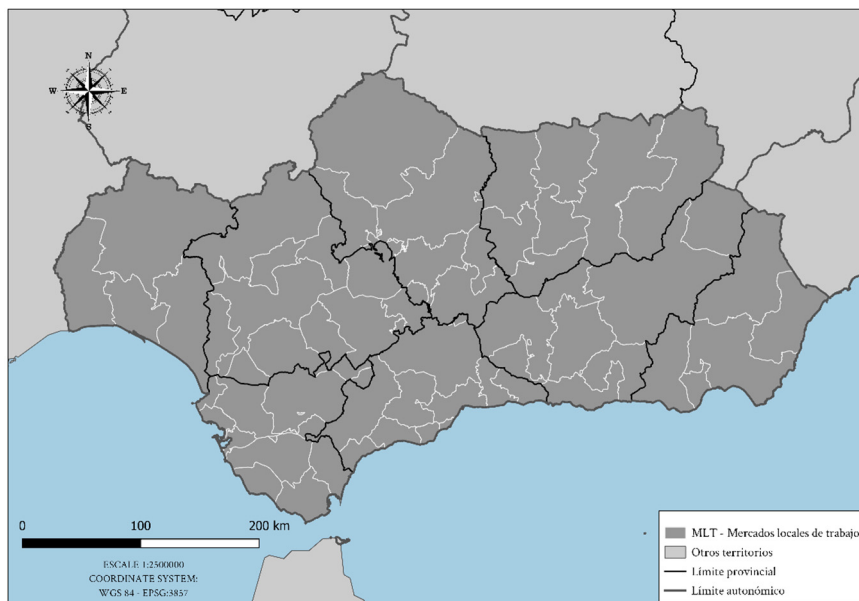 N
W E
S
0 100 200 km
ESCALE 1:2500000
COORDINATE SYSTEM:
WGS 84 - EPSG:3857
MLT - Mercados locales de trabajo
Otros territorios
Límite provincial
Límite autonómico